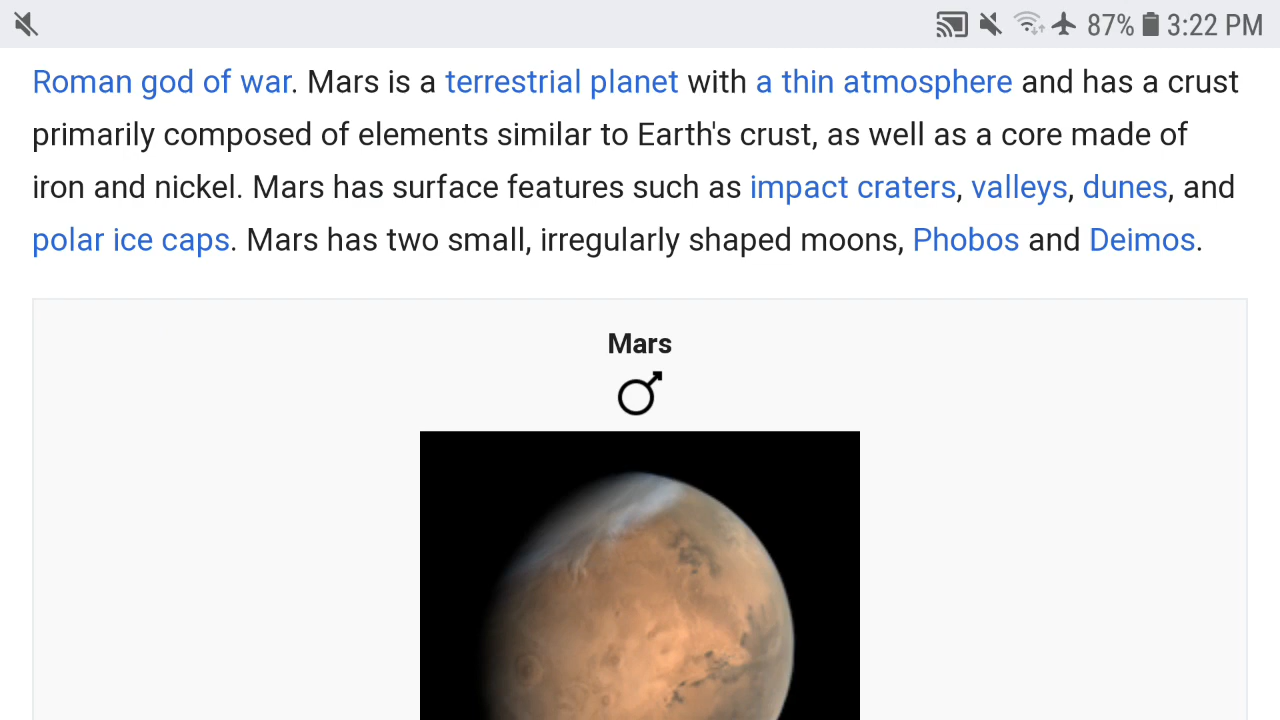 87% 3:22 PM
Roman god of war. Mars is a terrestrial planet with a thin atmosphere and has a crust
primarily composed of elements similar to Earth's crust, as well as a core made of
iron and nickel. Mars has surface features such as impact craters, valleys, dunes, and
polar ice caps. Mars has two small, irregularly shaped moons, Phobos and Deimos.
Mars
♂